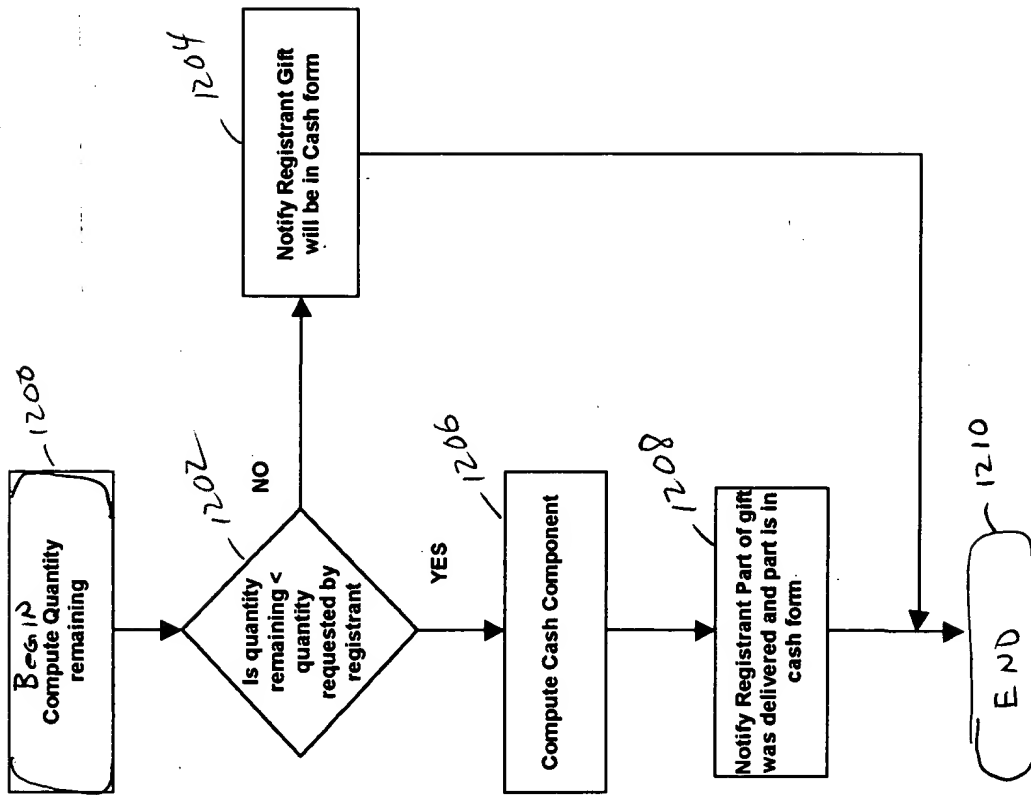 BeGIN
1200
Compute Quantity
remaining
1202
Is quantity
remaining <
quantity
requested by
registrant
NO
1204
Notify Registrant Gift
will be in Cash form
YES
1206
Compute Cash Component
1208
Notify Registrant Part of gift
was delivered and part is in
cash form
1210
END